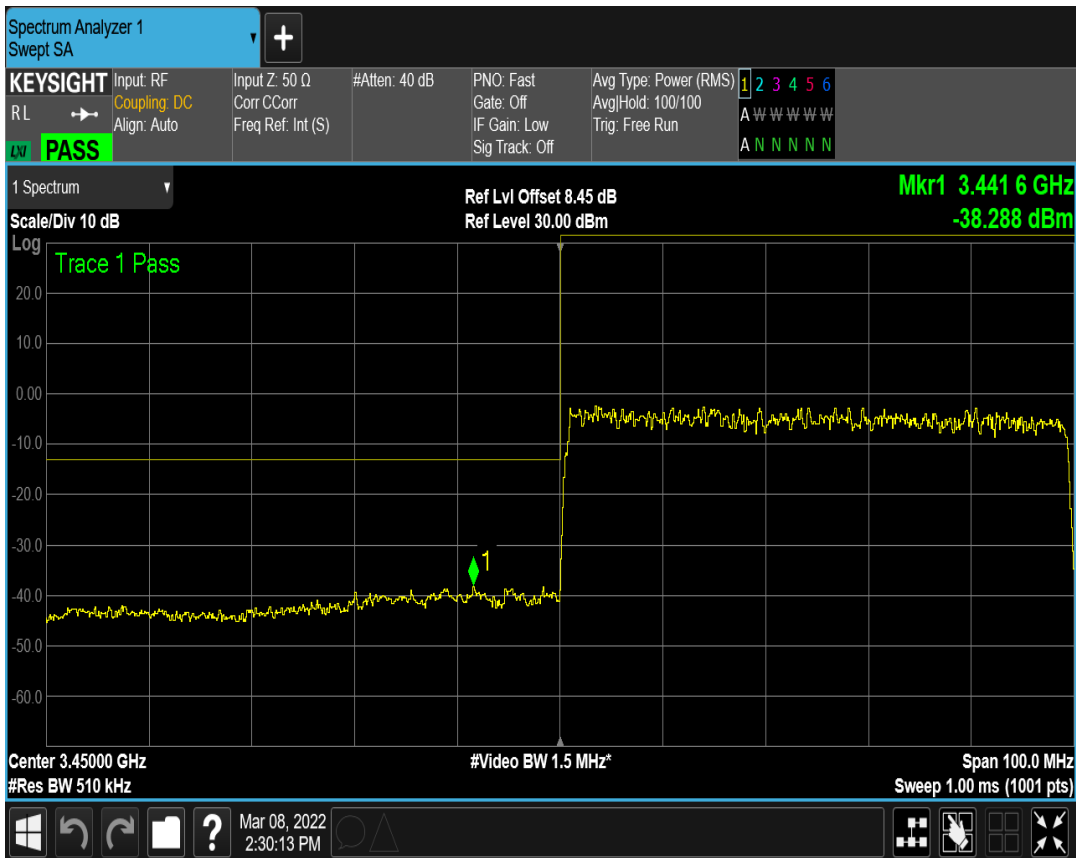 Spectrum Analyzer 1
Swept SA
+
KEYSIGHT
RL
LXI PASS
Input: RF
Coupling: DC
Align: Auto
Input Z: 50 Ω
Corr CCorr
Freq Ref: Int (S)
#Atten: 40 dB
PNO: Fast
Gate: Off
IF Gain: Low
Sig Track: Off
Avg Type: Power (RMS)
Avg|Hold: 100/100
Trig: Free Run
1 2 3 4 5 6
A W W W W W
A N N N N N
1 Spectrum
Scale/Div 10 dB
Ref Lvl Offset 8.45 dB
Ref Level 30.00 dBm
Mkr1 3.441 6 GHz
-38.288 dBm
Log
Trace 1 Pass
20.0
10.0
0.00
-10.0
-20.0
-30.0
1
-40.0
-50.0
-60.0
Center 3.45000 GHz
#Res BW 510 kHz
#Video BW 1.5 MHz*
Span 100.0 MHz
Sweep 1.00 ms (1001 pts)
?
Mar 08, 2022
2:30:13 PM